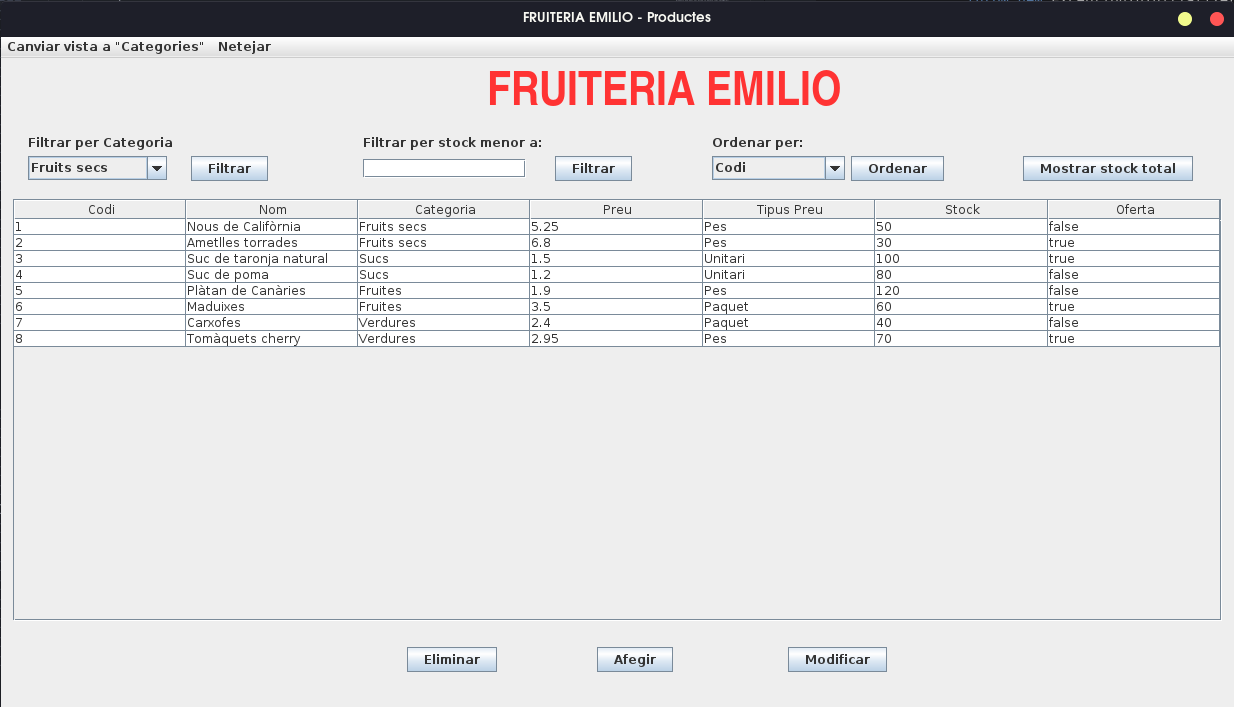 FRUITERIA EMILIO - Productes
Canviar vista a "Categories" Netejar
FRUITERIA EMILIO
Filtrar per Categoria Filtrar per stock menor a: Ordenar per:
Fruits secs Filtrar Filtrar Codi Ordenar Mostrar stock total
Codi Nom Categoria Preu Tipus Preu Stock Oferta
1 Nous de Califòrnia Fruits secs 5.25 Pes 50 false
2 Ametlles torrades Fruits secs 6.8 Pes 30 true
3 Suc de taronja natural Sucs 1.5 Unitari 100 true
4 Suc de poma Sucs 1.2 Unitari 80 false
5 Plàtan de Canàries Fruites 1.9 Pes 120 false
6 Maduixes Fruites 3.5 Paquet 60 true
7 Carxofes Verdures 2.4 Paquet 40 false
8 Tomàquets cherry Verdures 2.95 Pes 70 true
Eliminar Afegir Modificar